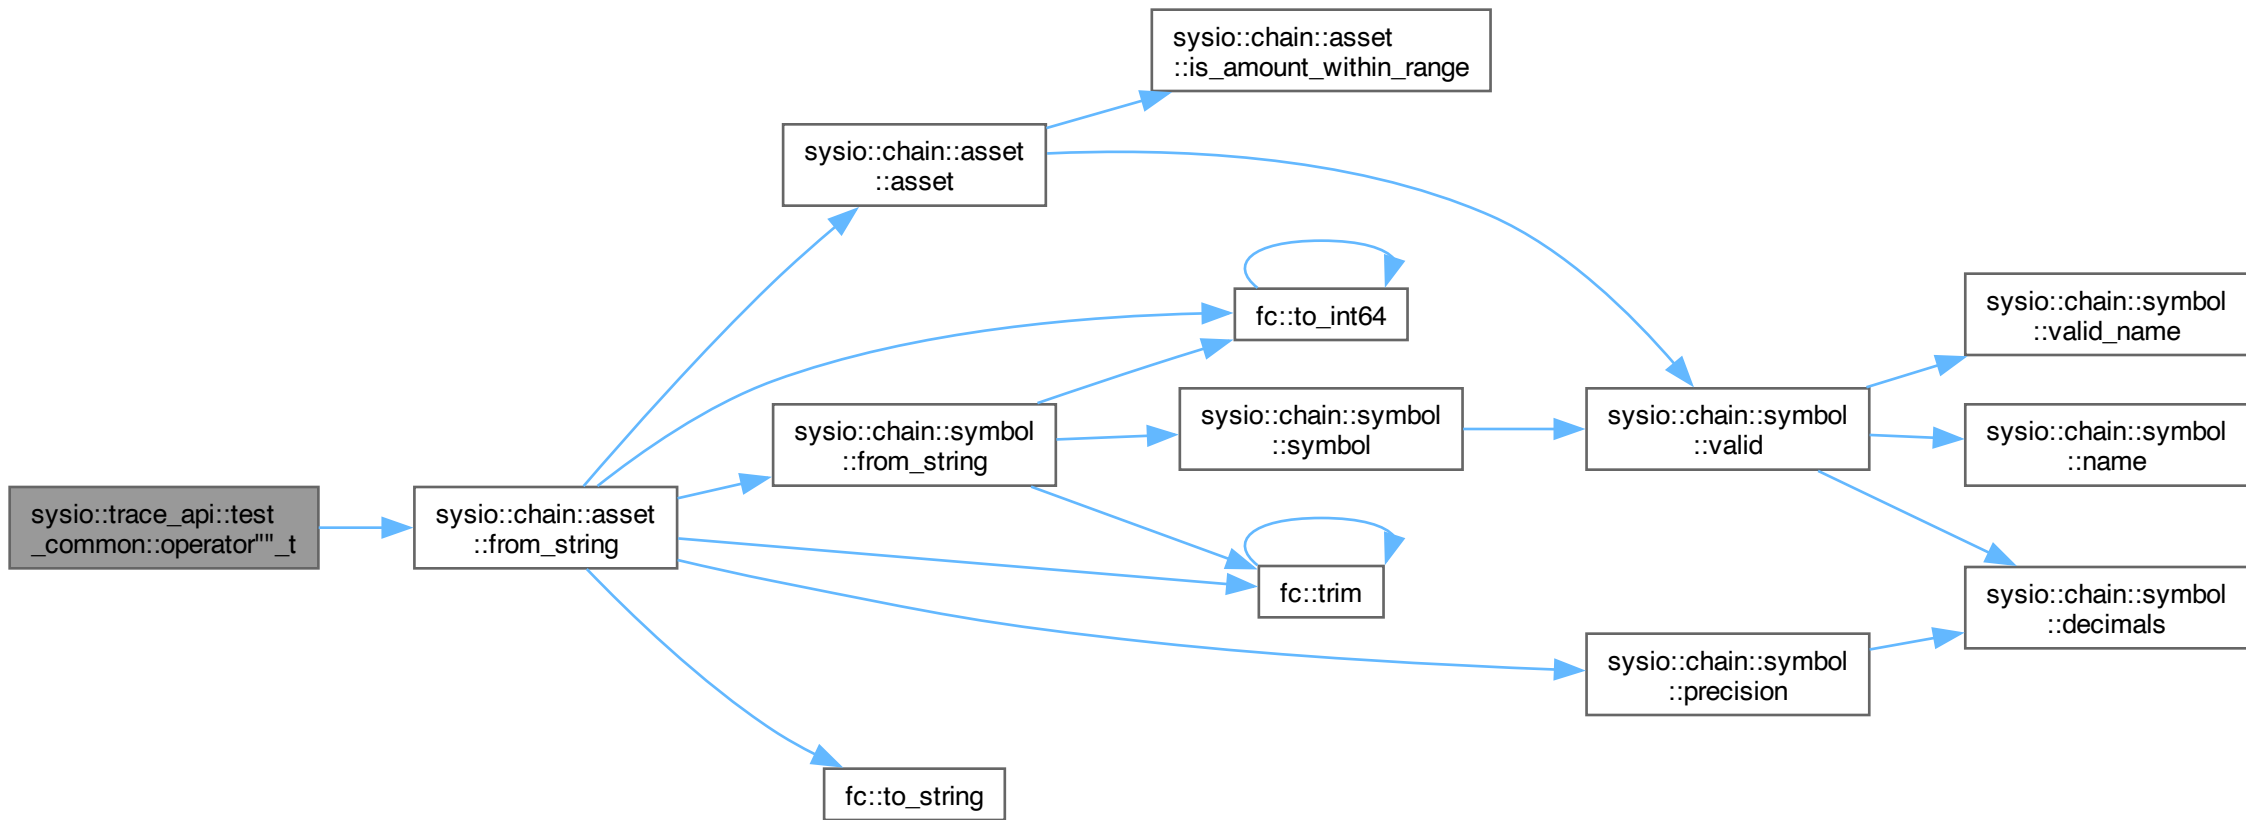 sysio::trace_api::test
_common::operator""_t
sysio::chain::asset
::from_string
sysio::chain::asset
::asset
sysio::chain::asset
::is_amount_within_range
fc::to_int64
sysio::chain::symbol
::from_string
sysio::chain::symbol
::symbol
sysio::chain::symbol
::valid
sysio::chain::symbol
::valid_name
sysio::chain::symbol
::name
sysio::chain::symbol
::decimals
fc::trim
sysio::chain::symbol
::precision
fc::to_string